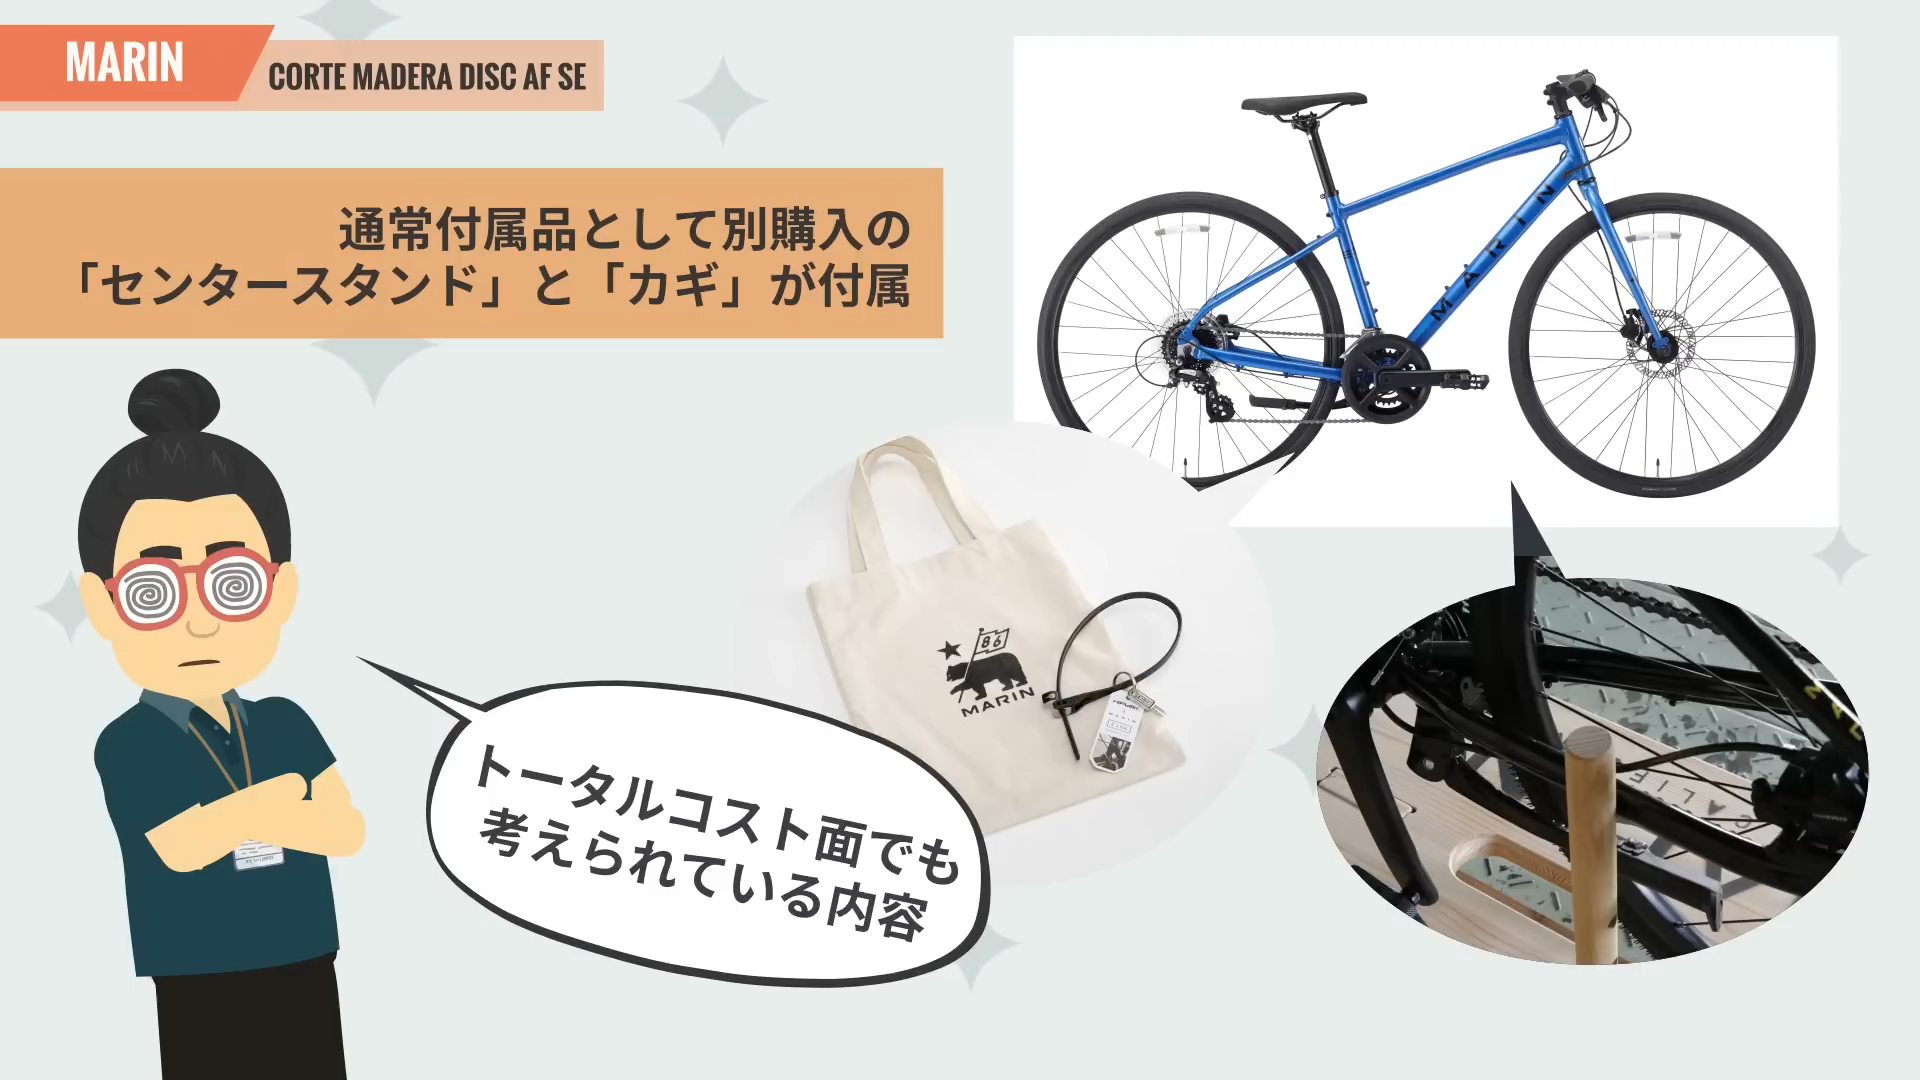 MARIN
CORTE MADERA DISC AF SE
通常付属品として別購入の
「センタースタンド」と「カギ」が付属
MARIN
86
MARIN
トータルコスト面でも
考えられている内容
CALIF